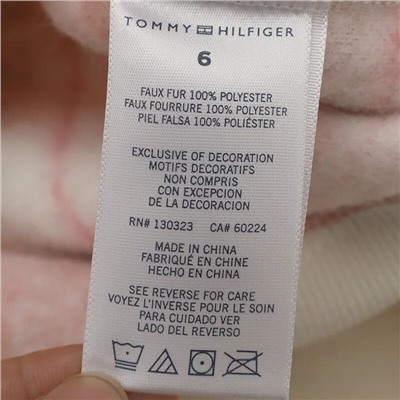 TOMMY HILFIGER
6
FAUX FUR 100% POLYESTER
FAUX FOURRURE 100% POLYESTER
PIEL FALSA 100% POLIÉSTER
EXCLUSIVE OF DECORATION
MOTIFS DECORATIFS
NON COMPRIS
CON EXCEPCIÓN
DE LA DECORACION
RN# 130323 CA# 60224
MADE IN CHINA
FABRIQUÉ EN CHINE
HECHO EN CHINA
SEE REVERSE FOR CARE
VOYEZ L'INVERSE POUR LE SOIN
PARA CUIDADO VER
LADO DEL REVERSO